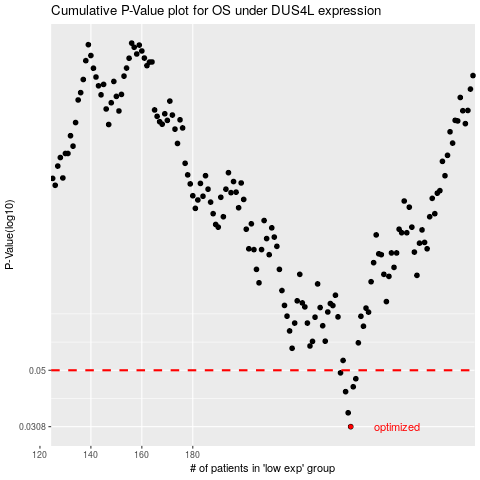 Cumulative P-Value plot for OS under DUS4L expression
P-Value(log10)
0.05
0.0308
optimized
120 140 160 180
# of patients in 'low exp' group